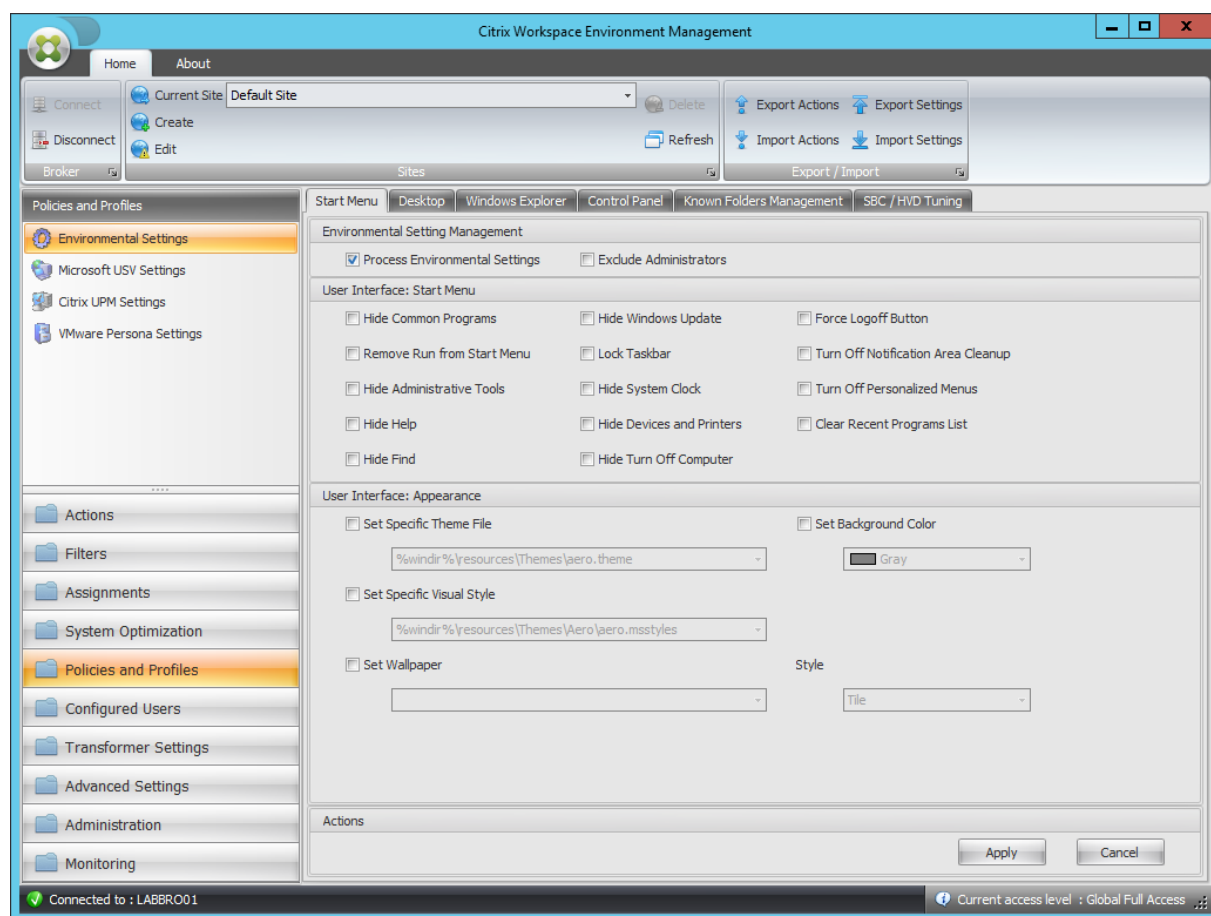 Citrix Workspace Environment Management
Home About
Connect
Disconnect
Broker
Current Site Default Site
Create
Edit
Delete
Refresh
Sites
Export Actions Export Settings
Import Actions Import Settings
Export / Import
Policies and Profiles
Environmental Settings
Microsoft USV Settings
Citrix UPM Settings
VMware Persona Settings
Actions
Filters
Assignments
System Optimization
Policies and Profiles
Configured Users
Transformer Settings
Advanced Settings
Administration
Monitoring
Start Menu Desktop Windows Explorer Control Panel Known Folders Management SBC / HVD Tuning
Environmental Setting Management
Process Environmental Settings Exclude Administrators
User Interface: Start Menu
Hide Common Programs Hide Windows Update Force Logoff Button
Remove Run from Start Menu Lock Taskbar Turn Off Notification Area Cleanup
Hide Administrative Tools Hide System Clock Turn Off Personalized Menus
Hide Help Hide Devices and Printers Clear Recent Programs List
Hide Find Hide Turn Off Computer
User Interface: Appearance
Set Specific Theme File Set Background Color
%windir%\resources\Themes\aero.theme Gray
Set Specific Visual Style
%windir%\resources\Themes\Aero\aero.msstyles
Set Wallpaper Style
Tile
Actions
Apply Cancel
Connected to : LABBRO01 Current access level : Global Full Access